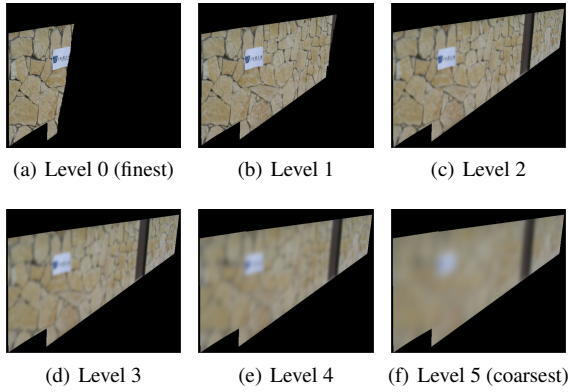 (a) Level 0 (finest)
(b) Level 1
(c) Level 2
(d) Level 3
(e) Level 4
(f) Level 5 (coarsest)